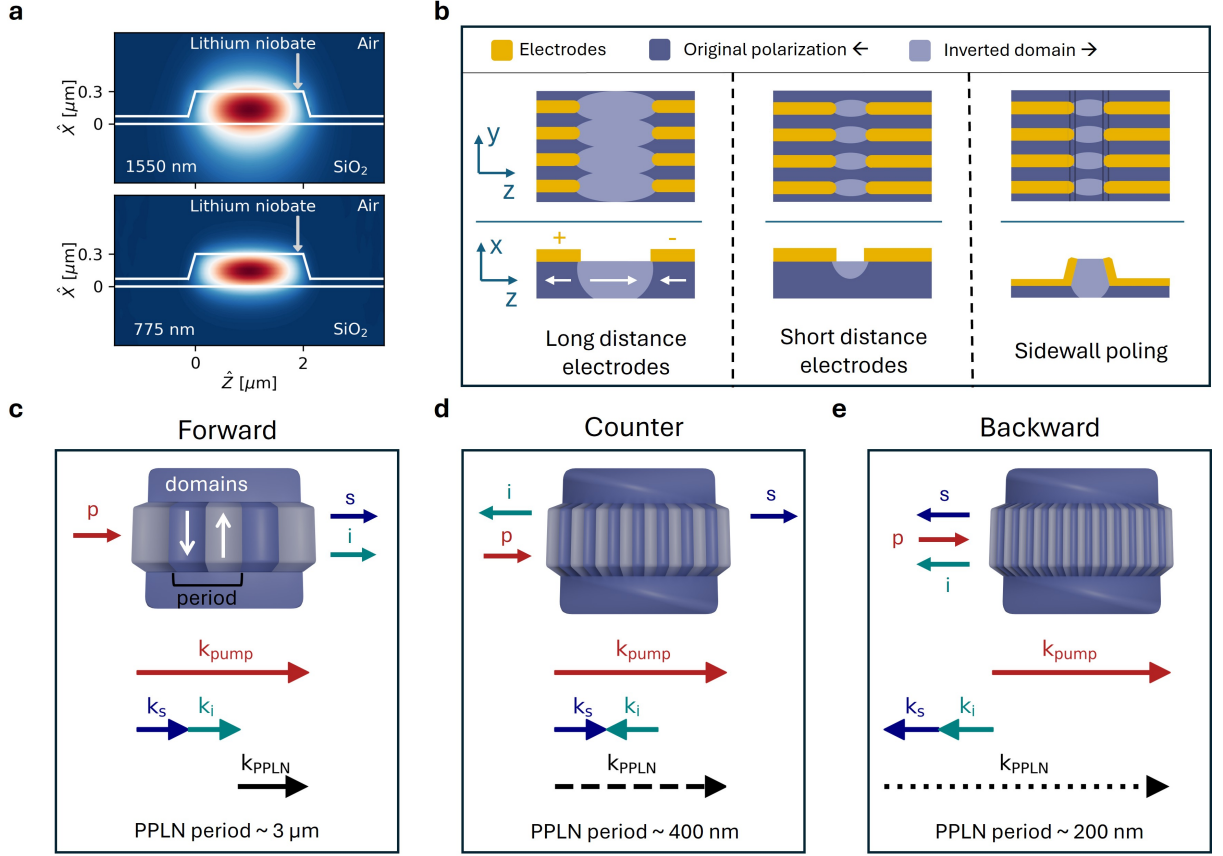 a
Lithium niobate Air
X̂ [μm]
0.3
0
1550 nm SiO₂
Lithium niobate Air
X̂ [μm]
0.3
0
775 nm SiO₂
0 2
Ẑ [μm]
b
Electrodes Original polarization ← Inverted domain →
y
z
+ -
x
z
Long distance
electrodes
Short distance
electrodes
Sidewall poling
c
Forward
domains
p
s
i
period
k_pump
k_s k_i
k_PPLN
PPLN period ~ 3 μm
d
Counter
i
p
s
k_pump
k_s k_i
k_PPLN
PPLN period ~ 400 nm
e
Backward
s
p
i
k_pump
k_s k_i
k_PPLN
PPLN period ~ 200 nm